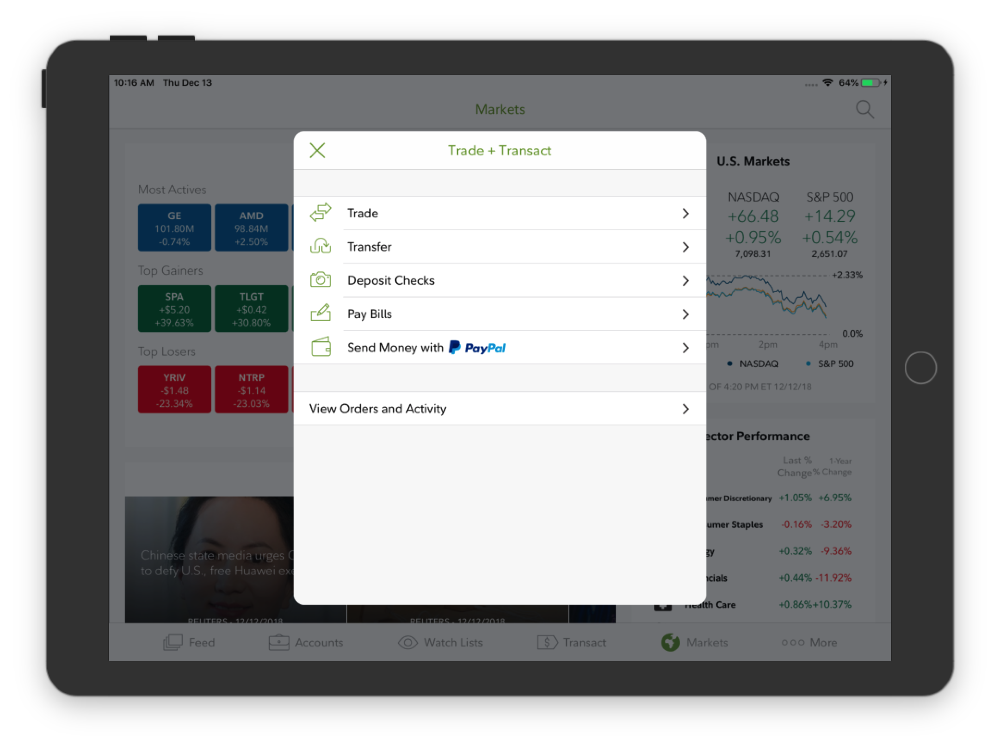 10:16 AM Thu Dec 13
64%
Markets
Trade + Transact
Trade
Transfer
Deposit Checks
Pay Bills
Send Money with PayPal
View Orders and Activity
Most Actives
GE
101.80M
-0.74%
AMD
98.84M
+2.50%
Top Gainers
SPA
+$5.20
+39.63%
TLGT
+$0.42
+30.80%
Top Losers
YRIV
-$1.48
-23.34%
NTRP
-$1.14
-23.03%
Chinese state media urges
to defy U.S., free Huawei
REUTERS - 12/12/2018
REUTERS - 12/12/2018
U.S. Markets
NASDAQ
+66.48
+0.95%
7,098.31
S&P 500
+14.29
+0.54%
2,651.07
+2.33%
0.0%
pm 2pm 4pm
NASDAQ S&P 500
OF 4:20 PM ET 12/12/18
ector Performance
Last %
Change
1-Year
% Change
mer Discretionary +1.05% +6.95%
umer Staples -0.16% -3.20%
gy +0.32% -9.36%
ncials +0.44% -11.92%
Health Care +0.86% +10.37%
Feed Accounts Watch Lists $ Transact Markets More